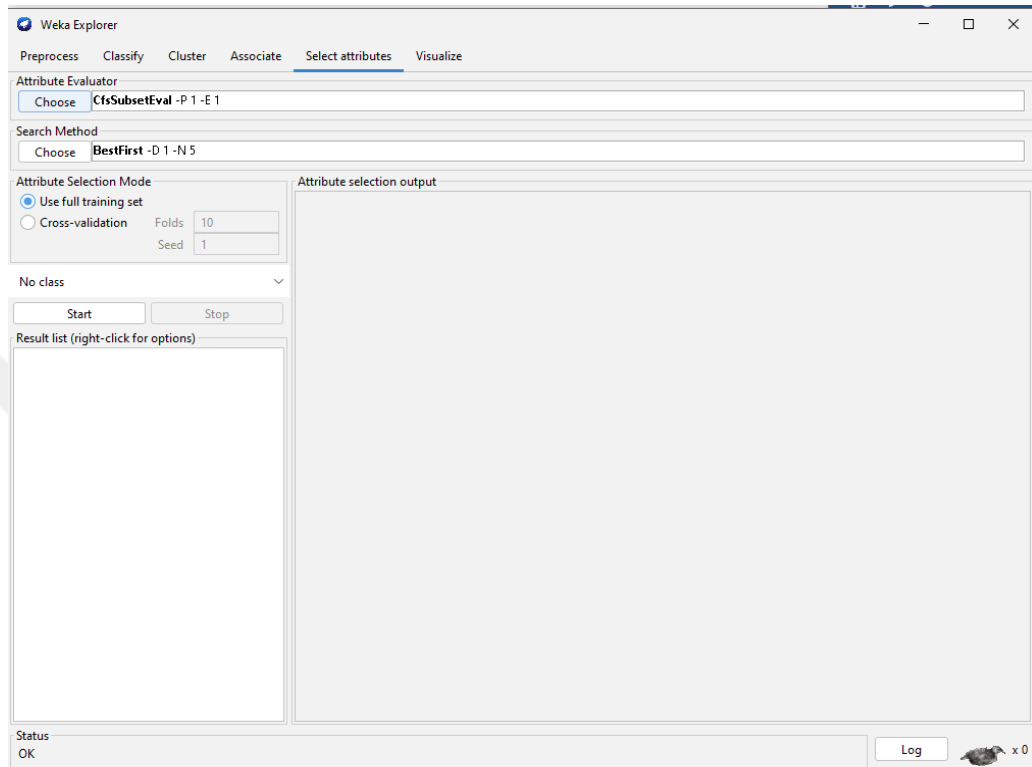 Weka Explorer
Preprocess Classify Cluster Associate Select attributes Visualize
Attribute Evaluator
Choose CfsSubsetEval -P 1 -E 1
Search Method
Choose BestFirst -D 1 -N 5
Attribute Selection Mode
Use full training set
Cross-validation Folds 10
Seed 1
No class
Start Stop
Result list (right-click for options)
Attribute selection output
Status
OK
Log x 0